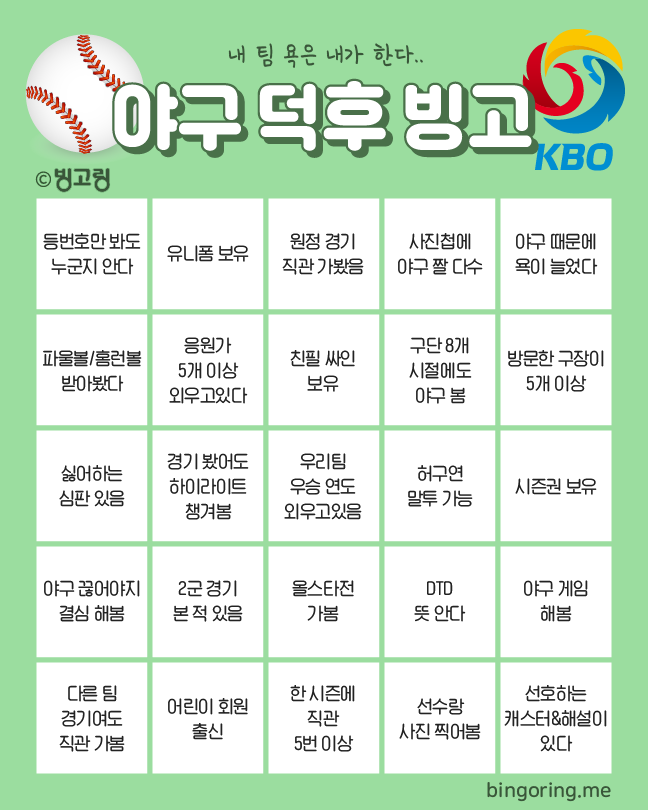 내 팀 욕은 내가 한다..
야구 덕후 빙고
KBO
©빙고링
등번호만 봐도
누군지 안다
유니폼 보유
원정 경기
직관 가봤음
사진첩에
야구 짤 다수
야구 때문에
욕이 늘었다
파울볼/홈런볼
받아봤다
응원가
5개 이상
외우고있다
친필 싸인
보유
구단 8개
시절에도
야구 봄
방문한 구장이
5개 이상
싫어하는
심판 있음
경기 봤어도
하이라이트
챙겨봄
우리팀
우승 연도
외우고있음
허구연
말투 가능
시즌권 보유
야구 끊어야지
결심 해봄
2군 경기
본 적 있음
올스타전
가봄
DTD
뜻 안다
야구 게임
해봄
다른 팀
경기여도
직관 가봄
어린이 회원
출신
한 시즌에
직관
5번 이상
선수랑
사진 찍어봄
선호하는
캐스터&해설이
있다
bingoring.me